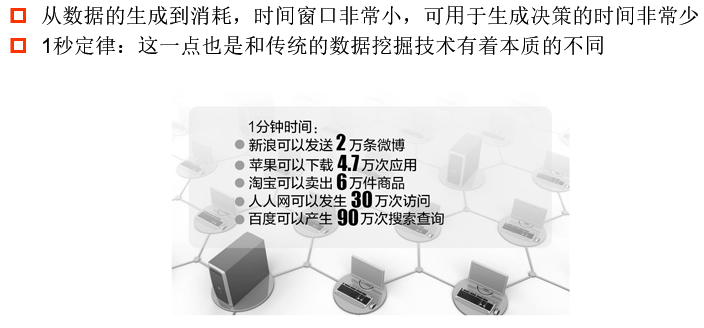 从数据的生成到消耗，时间窗口非常小，可用于生成决策的时间非常少
1秒定律：这一点也是和传统的数据挖掘技术有着本质的不同
1分钟时间：
新浪可以发送2万条微博
苹果可以下载4.7万次应用
淘宝可以卖出6万件商品
人人网可以发生30万次访问
百度可以产生90万次搜索查询